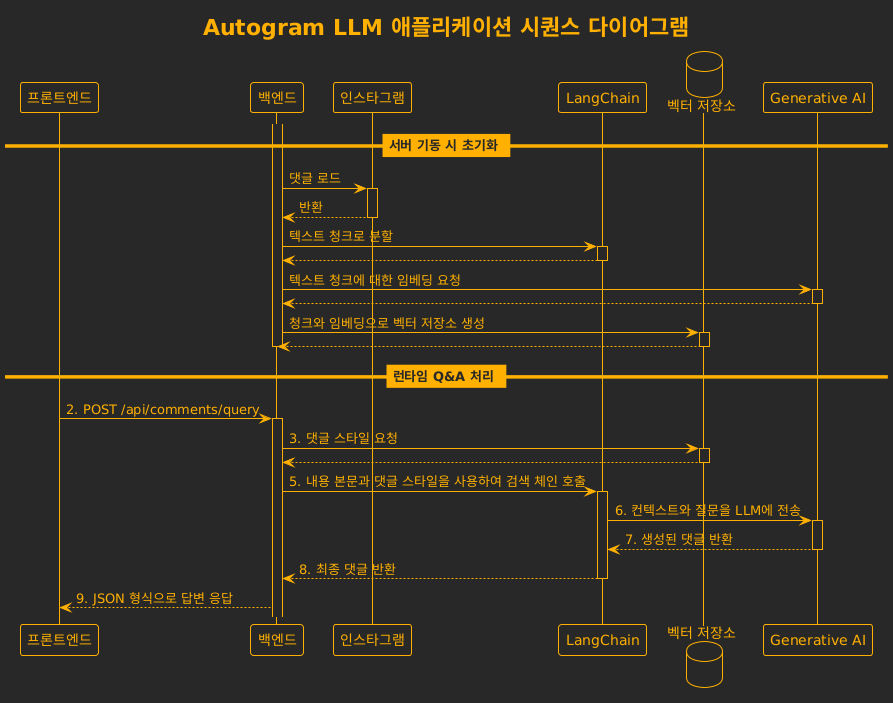 Autogram LLM 애플리케이션 시퀀스 다이어그램
프론트엔드
백엔드
인스타그램
LangChain
벡터 저장소
Generative AI
서버 기동 시 초기화
댓글 로드
반환
텍스트 청크로 분할
텍스트 청크에 대한 임베딩 요청
청크와 임베딩으로 벡터 저장소 생성
런타임 Q&A 처리
2. POST /api/comments/query
3. 댓글 스타일 요청
5. 내용 본문과 댓글 스타일을 사용하여 검색 체인 호출
6. 컨텍스트와 질문을 LLM에 전송
7. 생성된 댓글 반환
8. 최종 댓글 반환
9. JSON 형식으로 답변 응답
프론트엔드
백엔드
인스타그램
LangChain
벡터 저장소
Generative AI